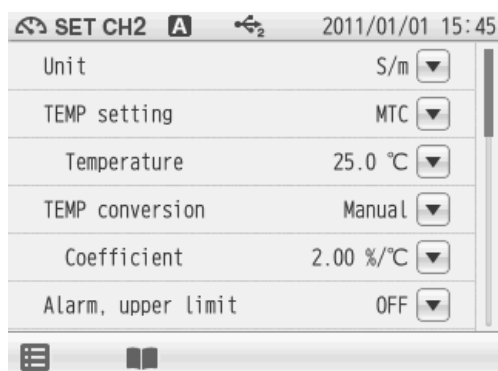 SET CH2 A 2 2011/01/01 15:45
Unit S/m
TEMP setting MTC
Temperature 25.0 ℃
TEMP conversion Manual
Coefficient 2.00 %/℃
Alarm, upper limit OFF